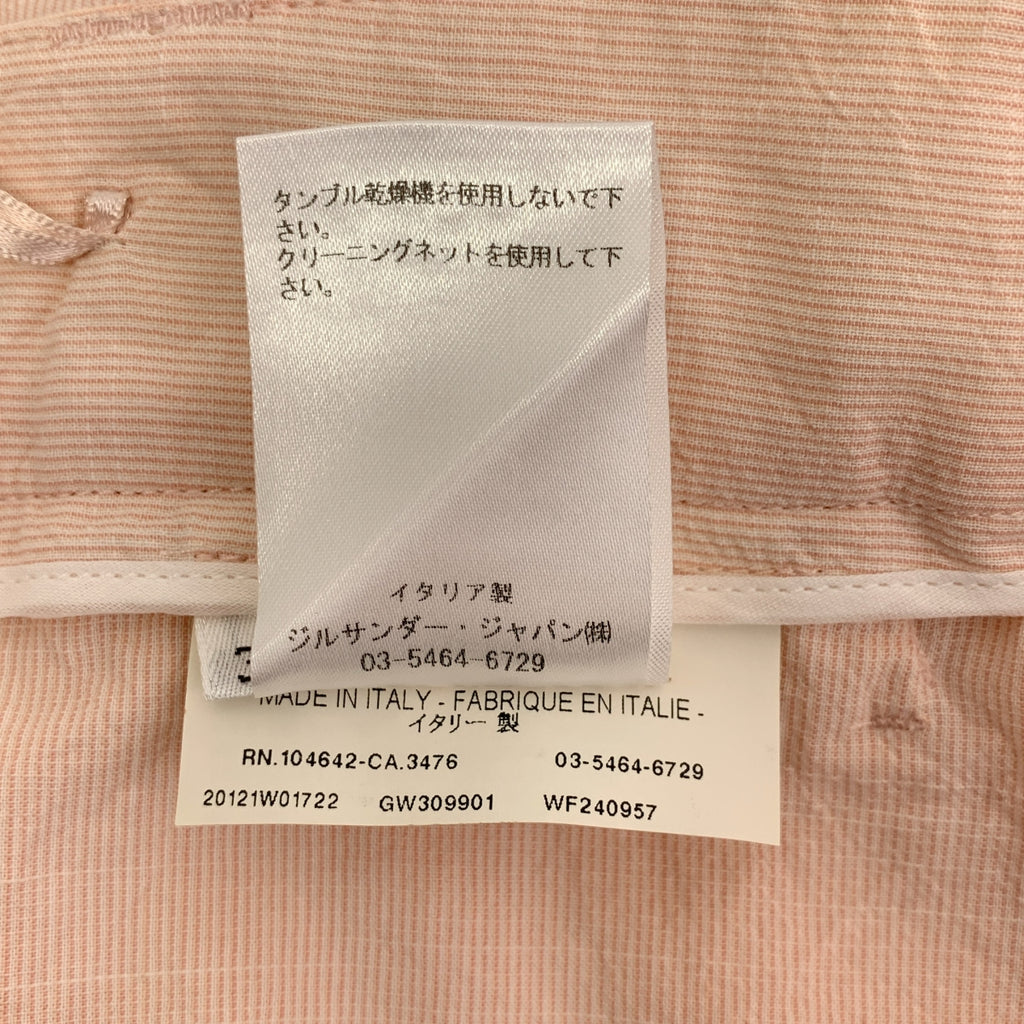 タンブル乾燥機を使用しないで下
さい。
クリーニングネットを使用して下
さい。
イタリア製
ジルサンダー・ジャパン㈱
03-5464-6729
MADE IN ITALY - FABRIQUE EN ITALIE -
イタリー 製
RN.104642-CA.3476 03-5464-6729
20121W01722 GW309901 WF240957